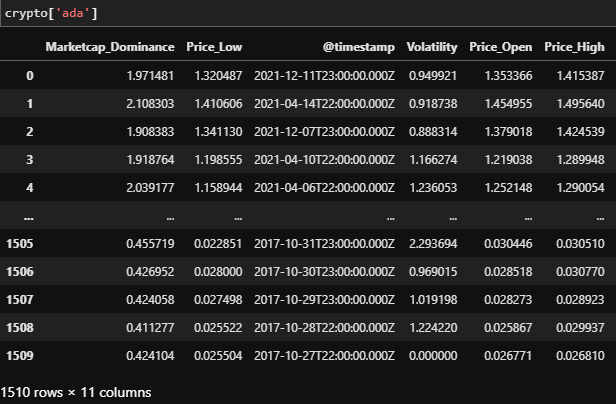 crypto['ada']
Marketcap_Dominance Price_Low @timestamp Volatility Price_Open Price_High
0 1.971481 1.320487 2021-12-11T23:00:00.000Z 0.949921 1.353366 1.415387
1 2.108303 1.410606 2021-04-14T22:00:00.000Z 0.918738 1.454955 1.495640
2 1.908383 1.341130 2021-12-07T23:00:00.000Z 0.888314 1.379018 1.424539
3 1.918764 1.198555 2021-04-10T22:00:00.000Z 1.166274 1.219038 1.289948
4 2.039177 1.158944 2021-04-06T22:00:00.000Z 1.236053 1.252148 1.290054
... ... ... ... ... ... ...
1505 0.455719 0.022851 2017-10-31T23:00:00.000Z 2.293694 0.030446 0.030510
1506 0.426952 0.028000 2017-10-30T23:00:00.000Z 0.969015 0.028518 0.030770
1507 0.424058 0.027498 2017-10-29T23:00:00.000Z 1.019198 0.028273 0.028923
1508 0.411277 0.025522 2017-10-28T22:00:00.000Z 1.224220 0.025867 0.029937
1509 0.424104 0.025504 2017-10-27T22:00:00.000Z 0.000000 0.026771 0.026810
1510 rows × 11 columns